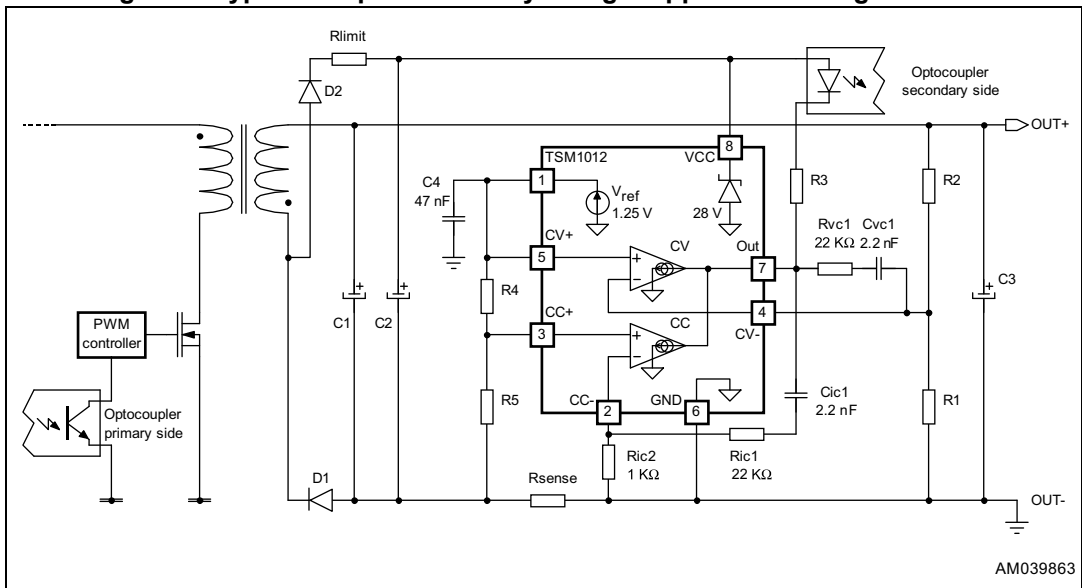 Rlimit
D2
Optocoupler
secondary side
OUT+
TSM1012
VCC
8
C4
47 nF
1
Vref
1.25 V
28 V
R3
R2
CV+
5
CV
Out
7
Rvc1
22 KΩ
Cvc1
2.2 nF
C3
R4
4
CV-
CC+
3
CC
C1
C2
PWM
controller
R5
CC-
2
GND
6
Cic1
2.2 nF
R1
Optocoupler
primary side
Ric2
1 KΩ
Ric1
22 KΩ
D1
Rsense
OUT-
AM039863